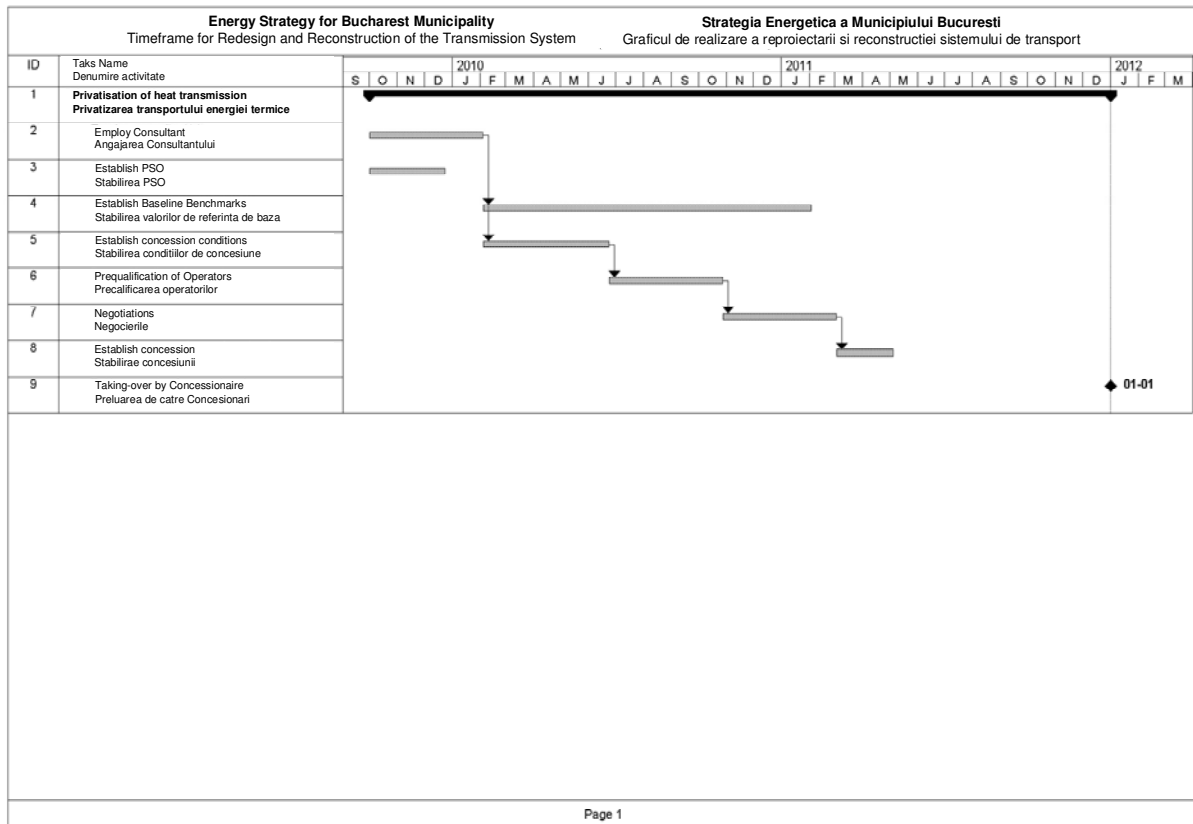 Energy Strategy for Bucharest Municipality
Timeframe for Redesign and Reconstruction of the Transmission System
Strategia Energetica a Municipiului Bucuresti
Graficul de realizare a reproiectarii si reconstructiei sistemului de transport
ID
Taks Name
Denumire activitate
2010 2011 2012
S O N D J F M A M J J A S O N D J F M A M J J A S O N D J F M
1
Privatisation of heat transmission
Privatizarea transportului energiei termice
2
Employ Consultant
Angajarea Consultantului
3
Establish PSO
Stabilirea PSO
4
Establish Baseline Benchmarks
Stabilirea valorilor de referinta de baza
5
Establish concession conditions
Stabilirea conditiilor de concesiune
6
Prequalification of Operators
Precalificarea operatorilor
7
Negotiations
Negocierile
8
Establish concession
Stabilirae concesiunii
9
Taking-over by Concessionaire
Preluarea de catre Concesionari
01-01
Page 1